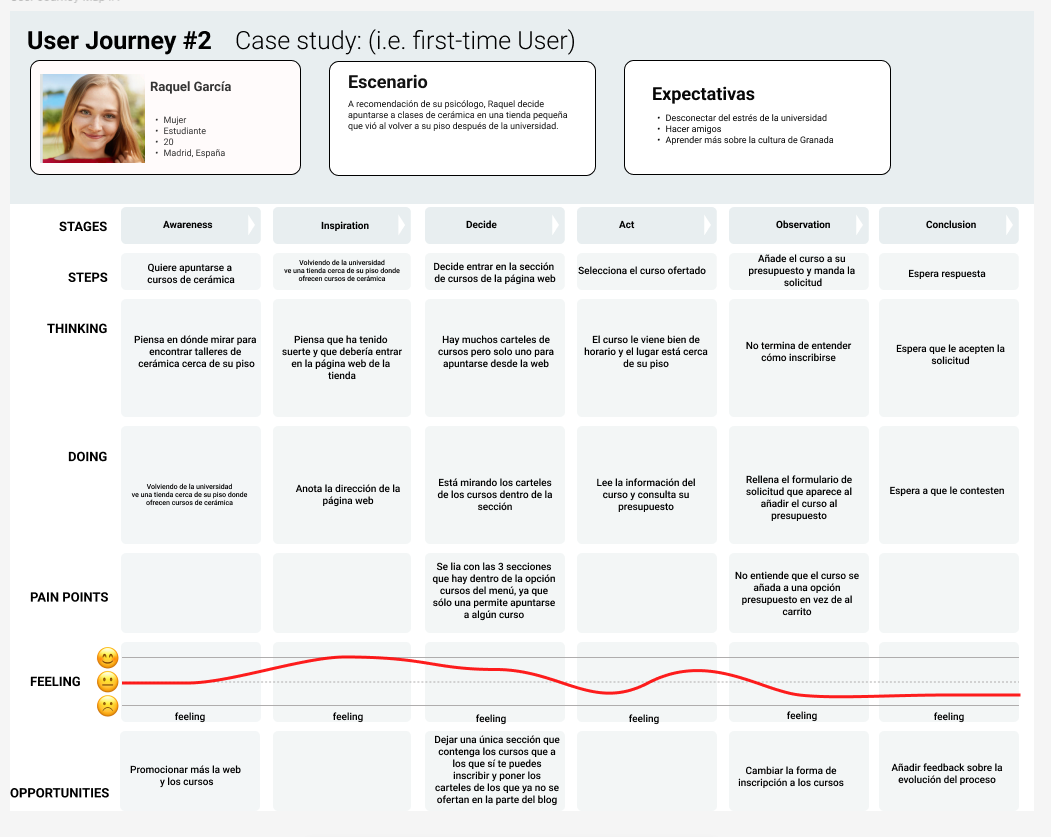 User Journey #2 Case study: (i.e. first-time User)
Raquel García
• Mujer
• Estudiante
• 20
• Madrid, España
Escenario
A recomendación de su psicólogo, Raquel decide
apuntarse a clases de cerámica en una tienda pequeña
que vió al volver a su piso después de la universidad.
Expectativas
• Desconectar del estrés de la universidad
• Hacer amigos
• Aprender más sobre la cultura de Granada
STAGES
Awareness
Inspiration
Decide
Act
Observation
Conclusion
STEPS
Quiere apuntarse a
cursos de cerámica
Volviendo de la universidad
ve una tienda cerca de su piso donde
ofrecen cursos de cerámica
Decide entrar en la sección
de cursos de la página web
Selecciona el curso ofertado
Añade el curso a su
presupuesto y manda la
solicitud
Espera respuesta
THINKING
Piensa en dónde mirar para
encontrar talleres de
cerámica cerca de su piso
Piensa que ha tenido
suerte y que debería entrar
en la página web de la
tienda
Hay muchos carteles de
cursos pero solo uno para
apuntarse desde la web
El curso le viene bien de
horario y el lugar está cerca
de su piso
No termina de entender
cómo inscribirse
Espera que le acepten la
solicitud
DOING
Volviendo de la universidad
ve una tienda cerca de su piso donde
ofrecen cursos de cerámica
Anota la dirección de la
página web
Está mirando los carteles
de los cursos dentro de la
sección
Lee la información del
curso y consulta su
presupuesto
Rellena el formulario de
solicitud que aparece al
añadir el curso al
presupuesto
Espera a que le contesten
PAIN POINTS
Se lia con las 3 secciones
que hay dentro de la opción
cursos del menú, ya que
sólo una permite apuntarse
a algún curso
No entiende que el curso se
añada a una opción
presupuesto en vez de al
carrito
FEELING
feeling
feeling
feeling
feeling
feeling
feeling
OPPORTUNITIES
Promocionar más la web
y los cursos
Dejar una única sección que
contenga los cursos que a
los que sí te puedes
inscribir y poner los
carteles de los que ya no se
ofertan en la parte del blog
Cambiar la forma de
inscripción a los cursos
Añadir feedback sobre la
evolución del proceso